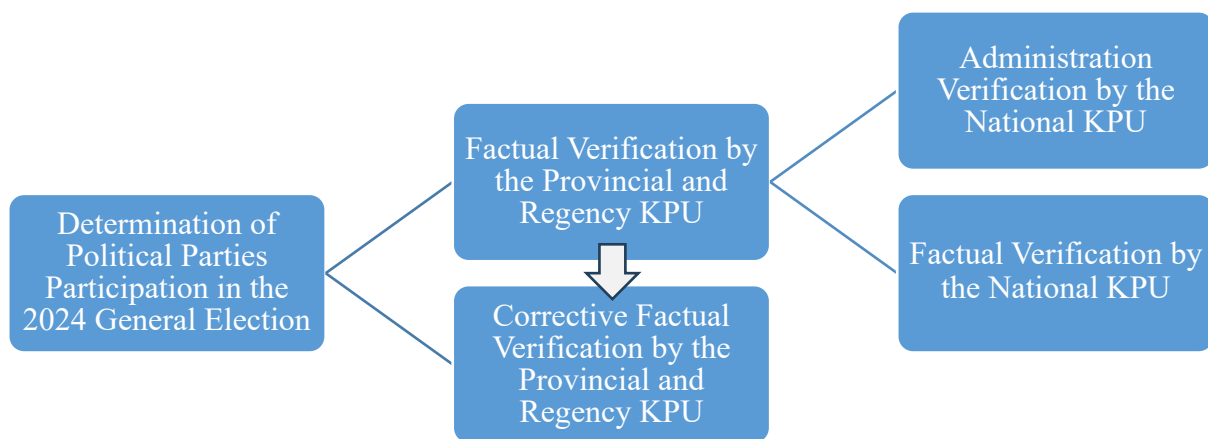 Determination of
Political Parties
Participation in the
2024 General Election
Factual Verification by
the Provincial and
Regency KPU
Corrective Factual
Verification by the
Provincial and
Regency KPU
Administration
Verification by the
National KPU
Factual Verification by
the National KPU